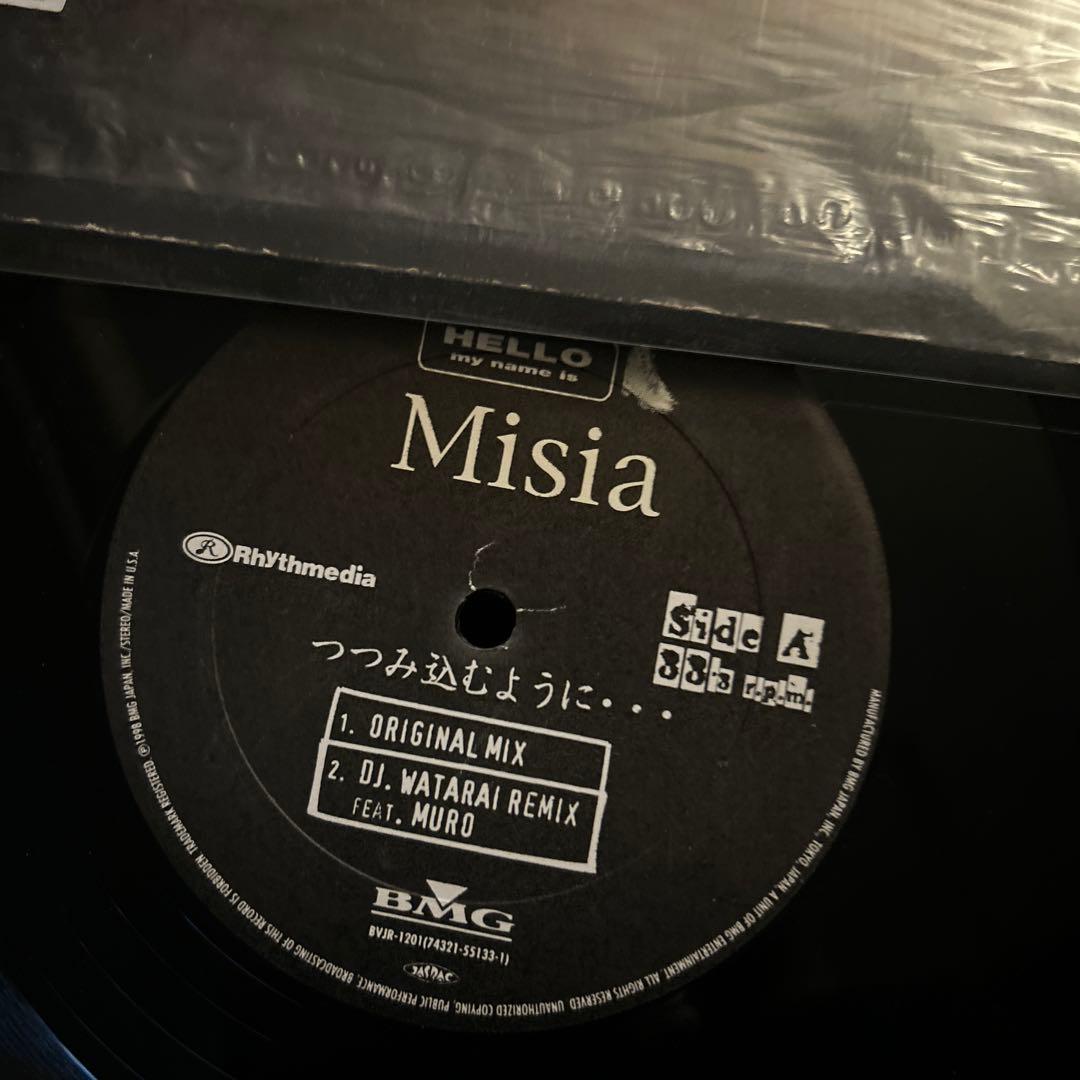 HELLO
my name is
Misia
R Rhythmedia
Side A
33⅓ r.p.m.
つつみ込むように・・・
1. ORIGINAL MIX
2. DJ. WATARAI REMIX
FEAT. MURO
BMG
BVJR-1201(74321-55133-1)
JASRAC
MANUFACTURED BY BMG JAPAN, INC. TOKYO, JAPAN. A UNIT OF BMG ENTERTAINMENT. ALL RIGHTS RESERVED. UNAUTHORIZED COPYING, PUBLIC PERFORMANCE, BROADCASTING OF THIS RECORD IS FORBIDDEN. TRADEMARK REGISTERED. ℗1998 BMG JAPAN, INC./STEREO/MADE IN U.S.A.